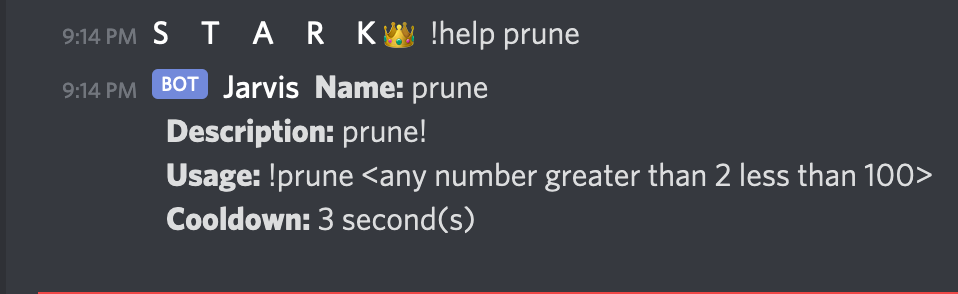 9:14 PM S T A R K👑 !help prune
9:14 PM BOT Jarvis Name: prune
Description: prune!
Usage: !prune <any number greater than 2 less than 100>
Cooldown: 3 second(s)